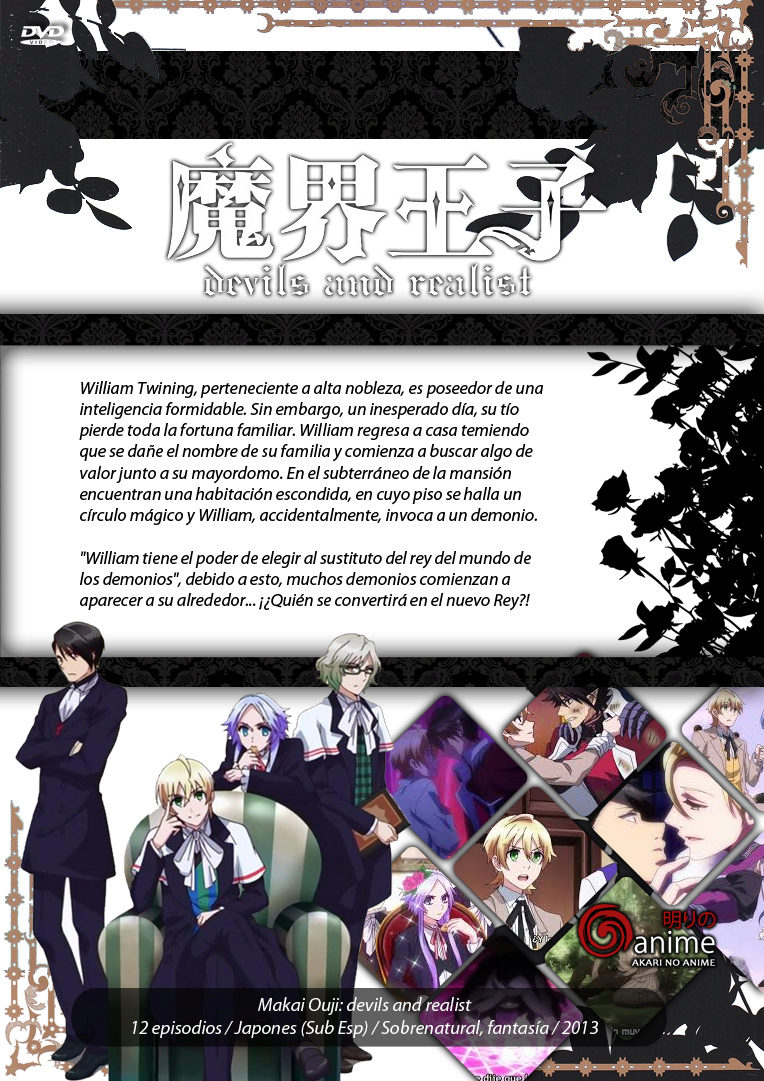 DVD
VIDEO
魔界王子
devils and realist
William Twining, perteneciente a alta nobleza, es poseedor de una
inteligencia formidable. Sin embargo, un inesperado día, su tío
pierde toda la fortuna familiar. William regresa a casa temiendo
que se dañe el nombre de su familia y comienza a buscar algo de
valor junto a su mayordomo. En el subterráneo de la mansión
encuentran una habitación escondida, en cuyo piso se halla un
círculo mágico y William, accidentalmente, invoca a un demonio.
"William tiene el poder de elegir al sustituto del rey del mundo de
los demonios", debido a esto, muchos demonios comienzan a
aparecer a su alrededor... ¡¿Quién se convertirá en el nuevo Rey?!
明りの
anime
AKARI NO ANIME
Makai Ouji: devils and realist
12 episodios / Japones (Sub Esp) / Sobrenatural, fantasía / 2013
dije que